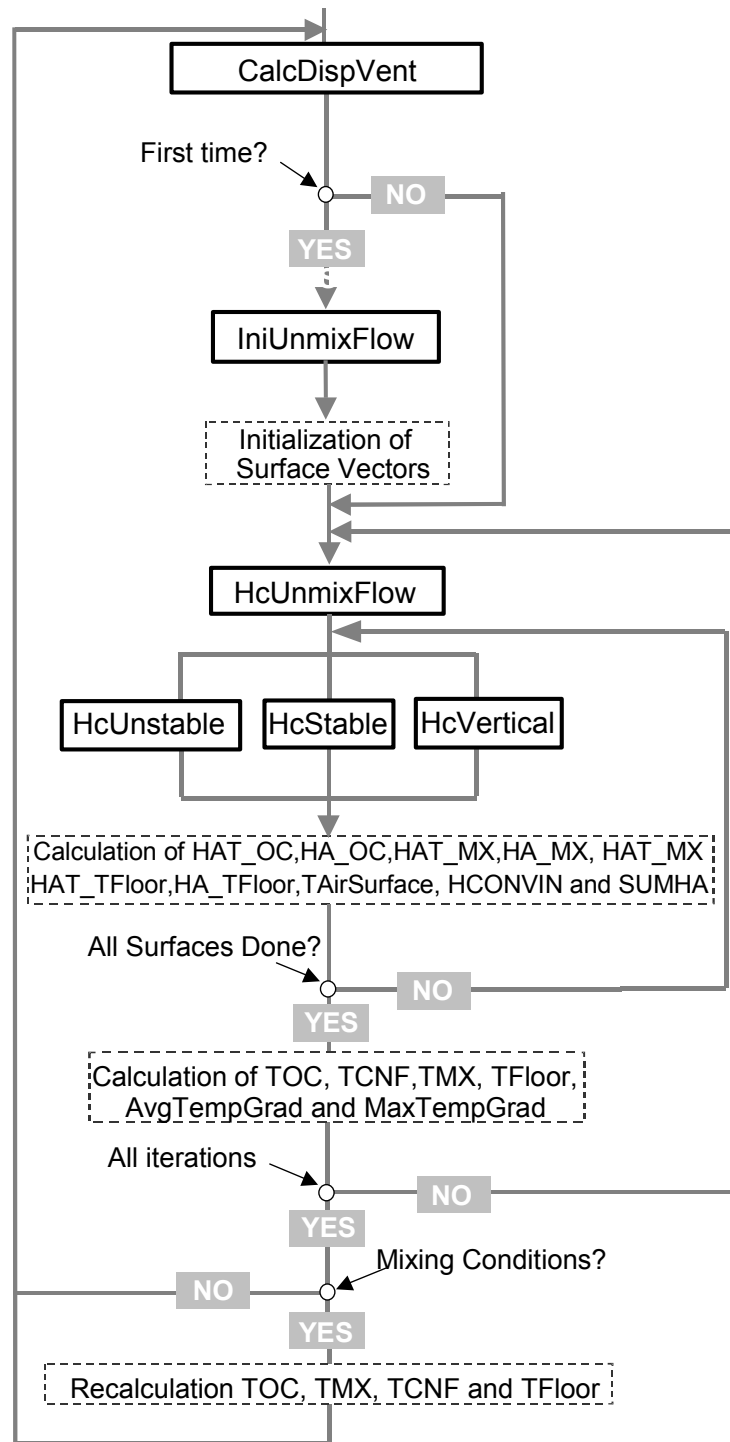 CalcDispVent
First time?
NO
YES
IniUnmixFlow
Initialization of
Surface Vectors
HcUnmixFlow
HcUnstable
HcStable
HcVertical
Calculation of HAT_OC,HA_OC,HAT_MX,HA_MX, HAT_MX
HAT_TFloor,HA_TFloor,TAirSurface, HCONVIN and SUMHA
All Surfaces Done?
NO
YES
Calculation of TOC, TCNF,TMX, TFloor,
AvgTempGrad and MaxTempGrad
All iterations
NO
YES
Mixing Conditions?
NO
YES
Recalculation TOC, TMX, TCNF and TFloor